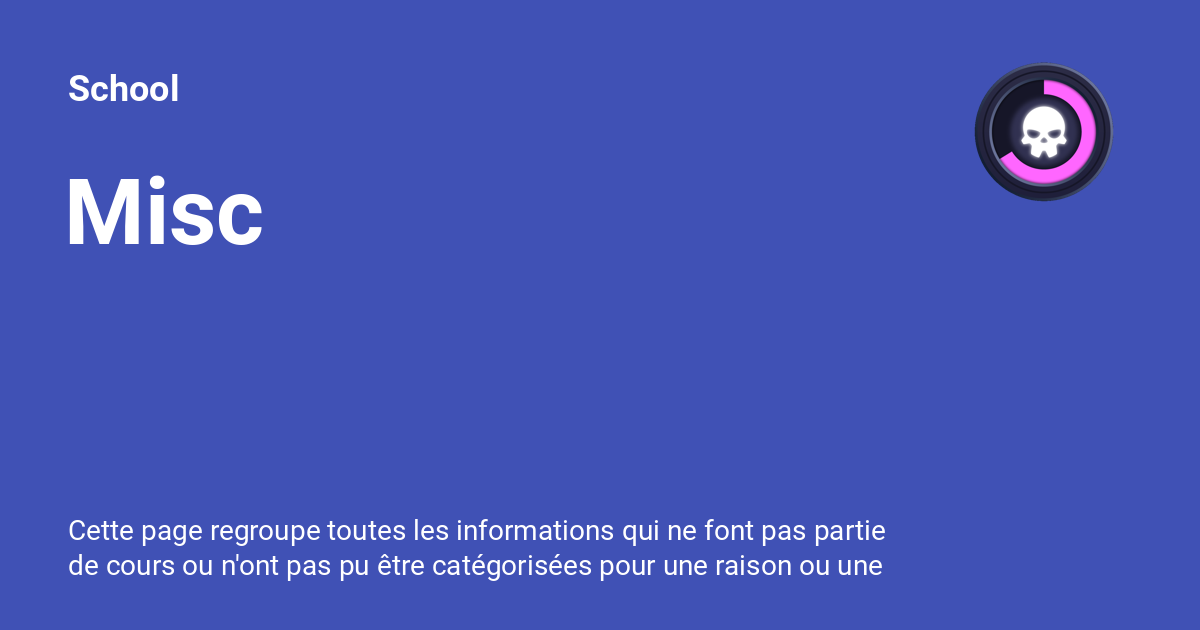 School
Misc
Cette page regroupe toutes les informations qui ne font pas partie
de cours ou n'ont pas pu être catégorisées pour une raison ou une